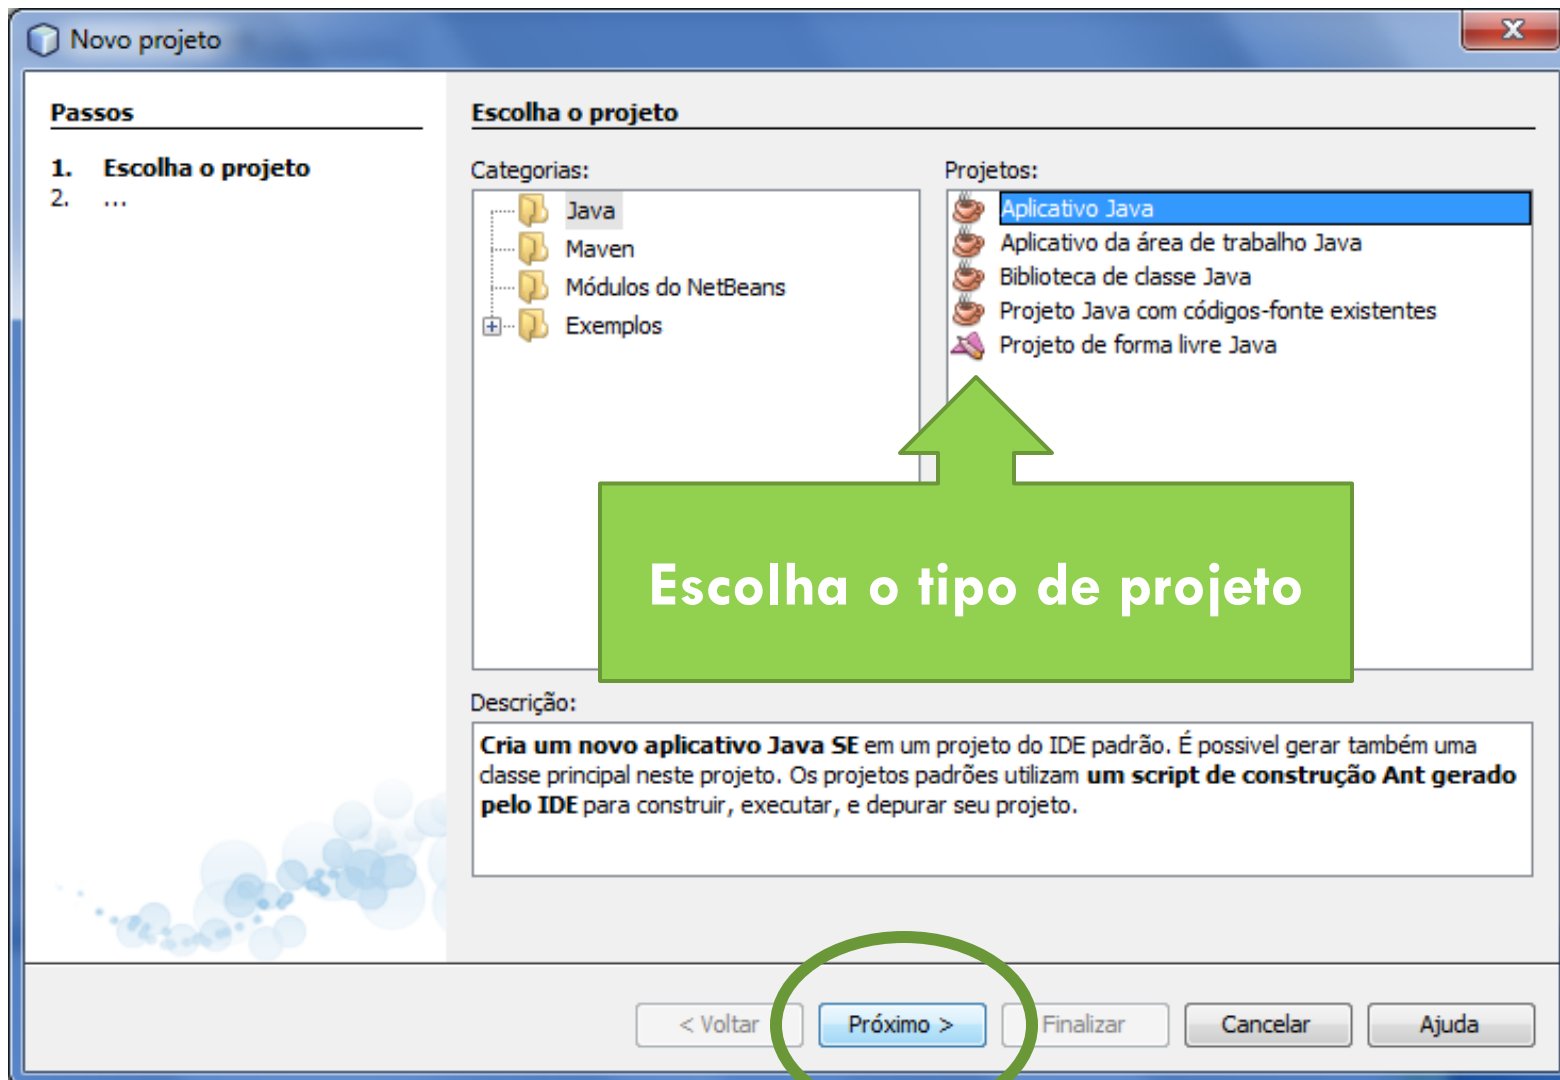 Novo projeto
X
Passos
1. Escolha o projeto
2. ...
Escolha o projeto
Categorias:
Java
Maven
Módulos do NetBeans
Exemplos
Projetos:
Aplicativo Java
Aplicativo da área de trabalho Java
Biblioteca de classe Java
Projeto Java com códigos-fonte existentes
Projeto de forma livre Java
Escolha o tipo de projeto
Descrição:
Cria um novo aplicativo Java SE em um projeto do IDE padrão. É possivel gerar também uma
classe principal neste projeto. Os projetos padrões utilizam um script de construção Ant gerado
pelo IDE para construir, executar, e depurar seu projeto.
< Voltar
Próximo >
Finalizar
Cancelar
Ajuda